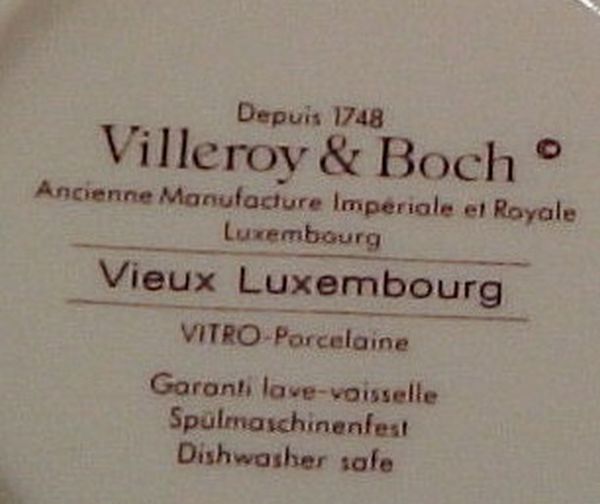 Depuis 1748
Villeroy & Boch ©
Ancienne Manufacture Impériale et Royale
Luxembourg
Vieux Luxembourg
VITRO-Porcelaine
Garanti lave-vaisselle
Spülmaschinenfest
Dishwasher safe